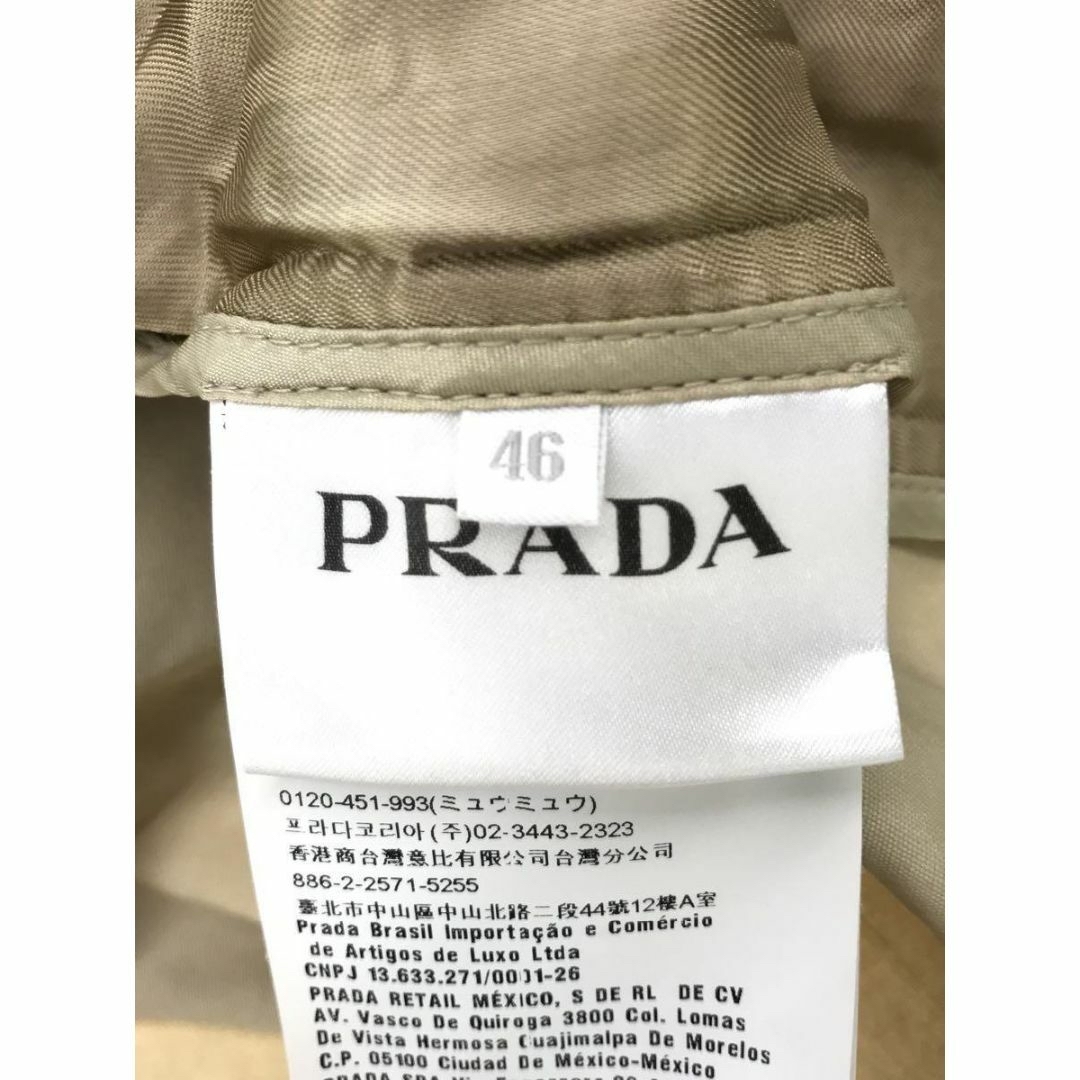 46
PRADA
0120-451-993(ミュウミュウ)
프라다코리아(주)02-3443-2323
香港商台灣意比有限公司台灣分公司
886-2-2571-5255
臺北市中山區中山北路二段44號12樓A室
Prada Brasil Importação e Comércio
de Artigos de Luxo Ltda
CNPJ 13.633.271/0001-26
PRADA RETAIL MÉXICO, S DE RL DE CV
AV. Vasco De Quiroga 3800 Col. Lomas
De Vista Hermosa Cuajimalpa De Morelos
C.P. 05100 Ciudad De México-México
PRADA SPA